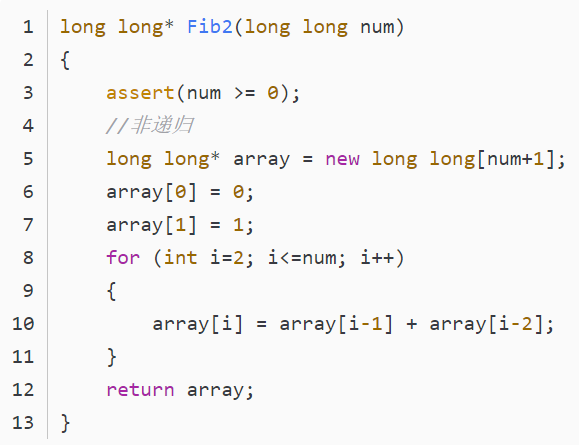 1 long long* Fib2(long long num)
2 {
3     assert(num >= 0);
4     //非递归
5     long long* array = new long long[num+1];
6     array[0] = 0;
7     array[1] = 1;
8     for (int i=2; i<=num; i++)
9     {
10         array[i] = array[i-1] + array[i-2];
11     }
12     return array;
13 }